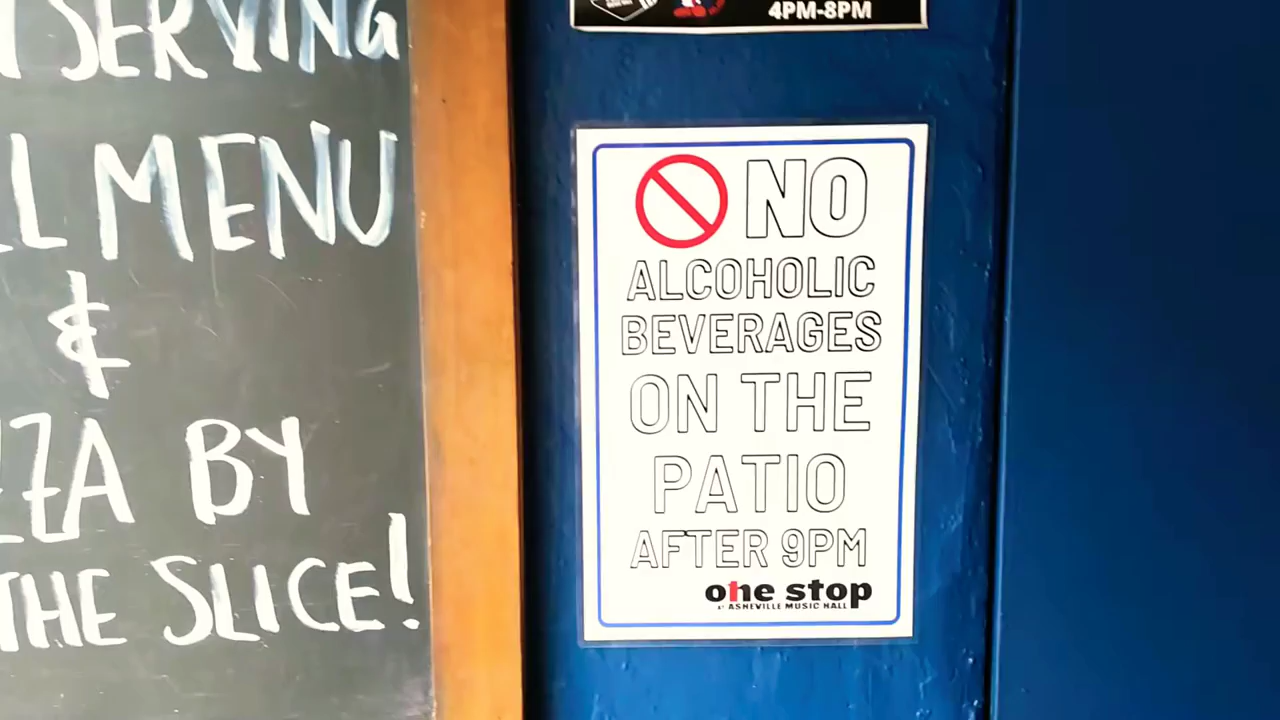 SERVING
MENU
&
BY
THE SLICE!
4PM-8PM
NO
ALCOHOLIC
BEVERAGES
ON THE
PATIO
AFTER 9PM
one stop
AT ASHEVILLE MUSIC HALL